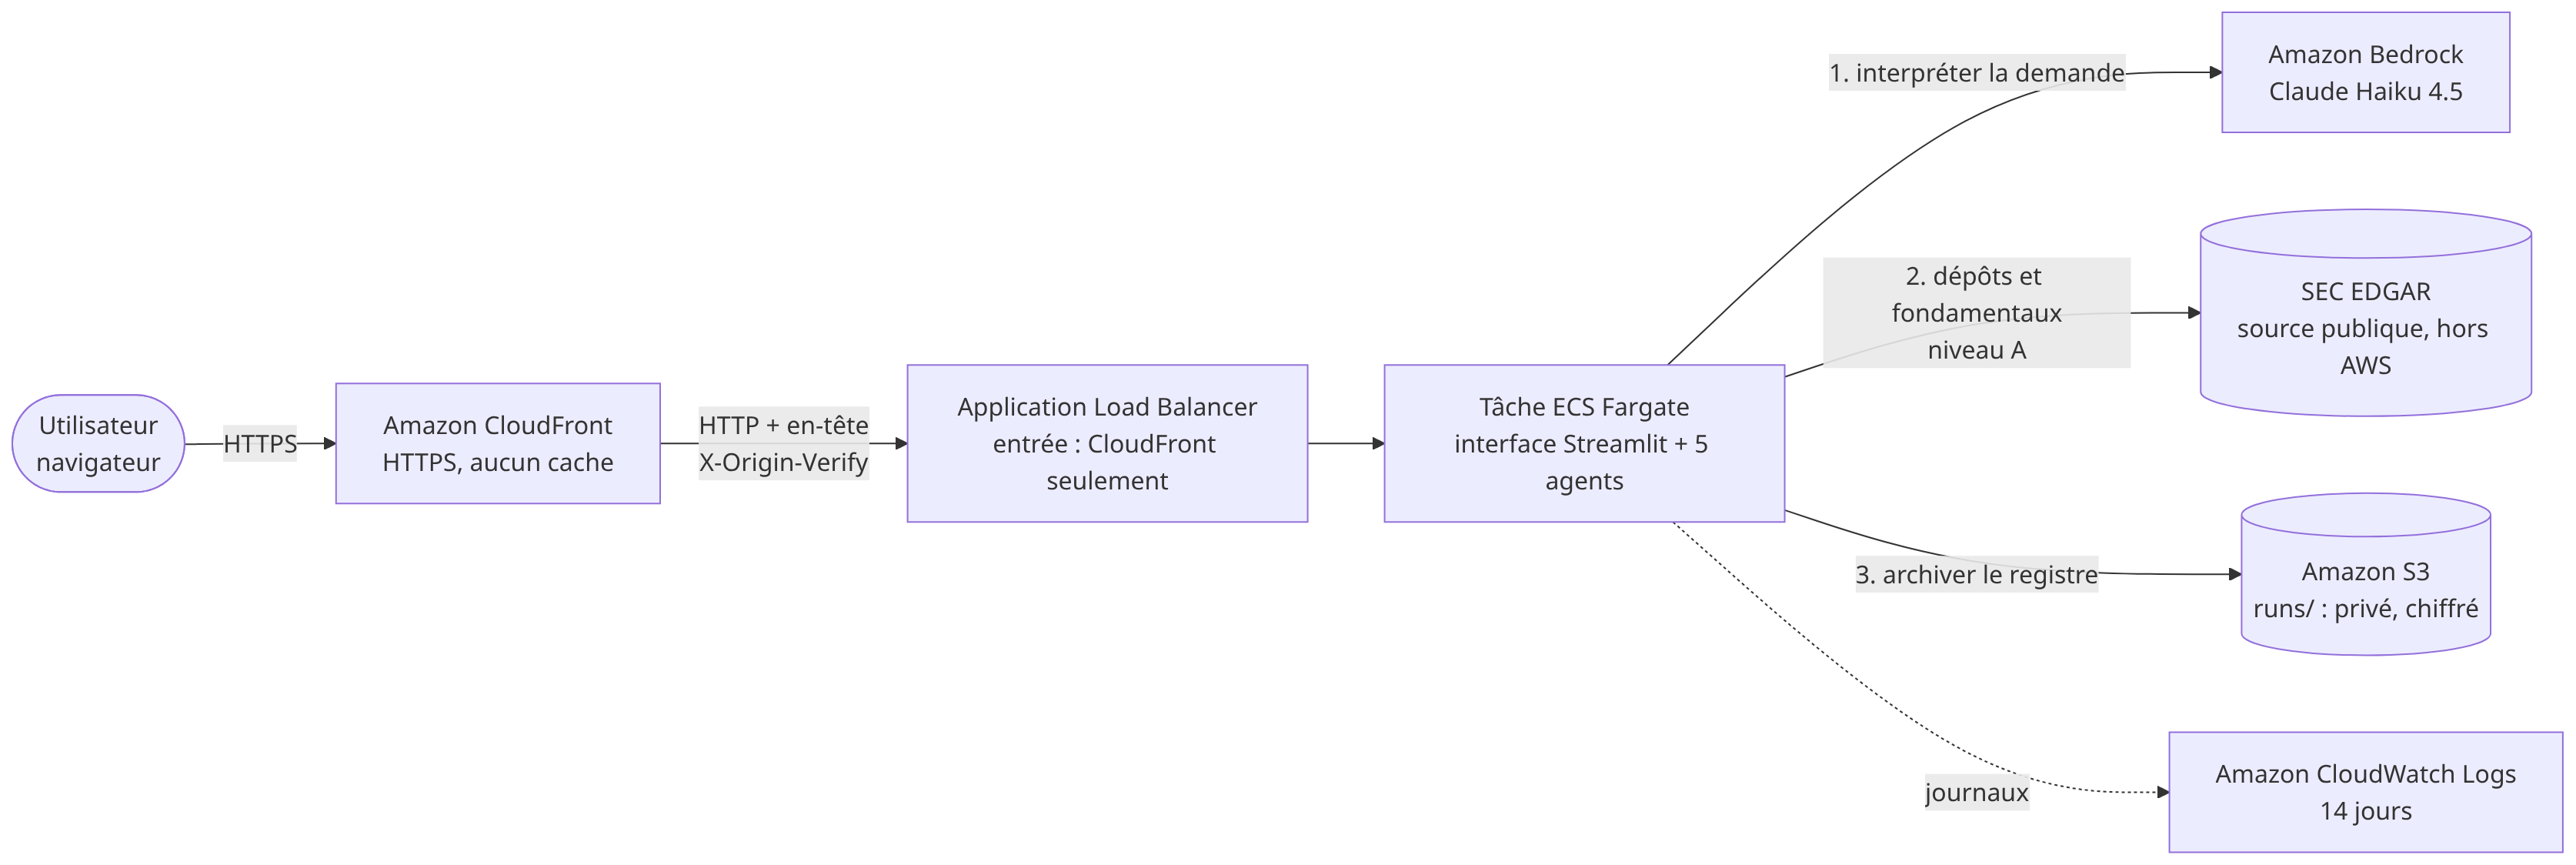 Utilisateur
navigateur
HTTPS
Amazon CloudFront
HTTPS, aucun cache
HTTP + en-tête
X-Origin-Verify
Application Load Balancer
entrée : CloudFront
seulement
Tâche ECS Fargate
interface Streamlit + 5
agents
1. interpréter la demande
Amazon Bedrock
Claude Haiku 4.5
2. dépôts et
fondamentaux
niveau A
SEC EDGAR
source publique, hors
AWS
3. archiver le registre
Amazon S3
runs/ : privé, chiffré
journaux
Amazon CloudWatch Logs
14 jours